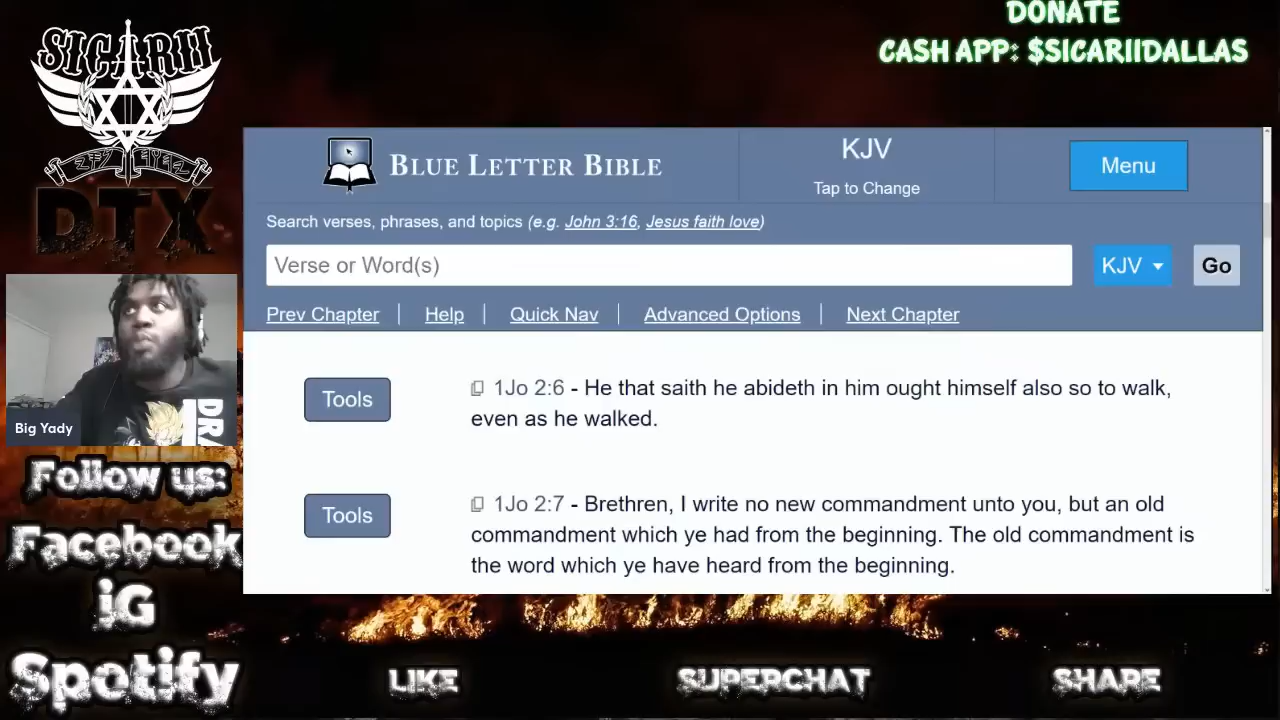 SICARII
DTX
DONATE
CASH APP: $SICARIIDALLAS
BLUE LETTER BIBLE
KJV
Tap to Change
Menu
Search verses, phrases, and topics (e.g. John 3:16, Jesus faith love)
Verse or Word(s)
KJV
Go
Prev Chapter
Help
Quick Nav
Advanced Options
Next Chapter
Tools
1Jo 2:6 - He that saith he abideth in him ought himself also so to walk,
even as he walked.
Tools
1Jo 2:7 - Brethren, I write no new commandment unto you, but an old
commandment which ye had from the beginning. The old commandment is
the word which ye have heard from the beginning.
DRA
Big Yady
Follow us:
Facebook
iG
Spotify
LIKE
SUPERCHAT
SHARE